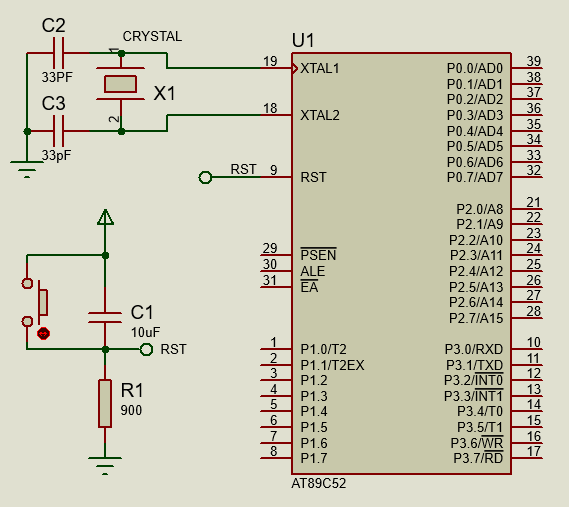 C2
CRYSTAL
33PF
1
X1
C3
2
33pF
U1
19 XTAL1
18 XTAL2
RST 9 RST
29 PSEN
30 ALE
31 EA
1 P1.0/T2
2 P1.1/T2EX
3 P1.2
4 P1.3
5 P1.4
6 P1.5
7 P1.6
8 P1.7
P0.0/AD0 39
P0.1/AD1 38
P0.2/AD2 37
P0.3/AD3 36
P0.4/AD4 35
P0.5/AD5 34
P0.6/AD6 33
P0.7/AD7 32
P2.0/A8 21
P2.1/A9 22
P2.2/A10 23
P2.3/A11 24
P2.4/A12 25
P2.5/A13 26
P2.6/A14 27
P2.7/A15 28
P3.0/RXD 10
P3.1/TXD 11
P3.2/INT0 12
P3.3/INT1 13
P3.4/T0 14
P3.5/T1 15
P3.6/WR 16
P3.7/RD 17
AT89C52
C1
10uF
RST
R1
900